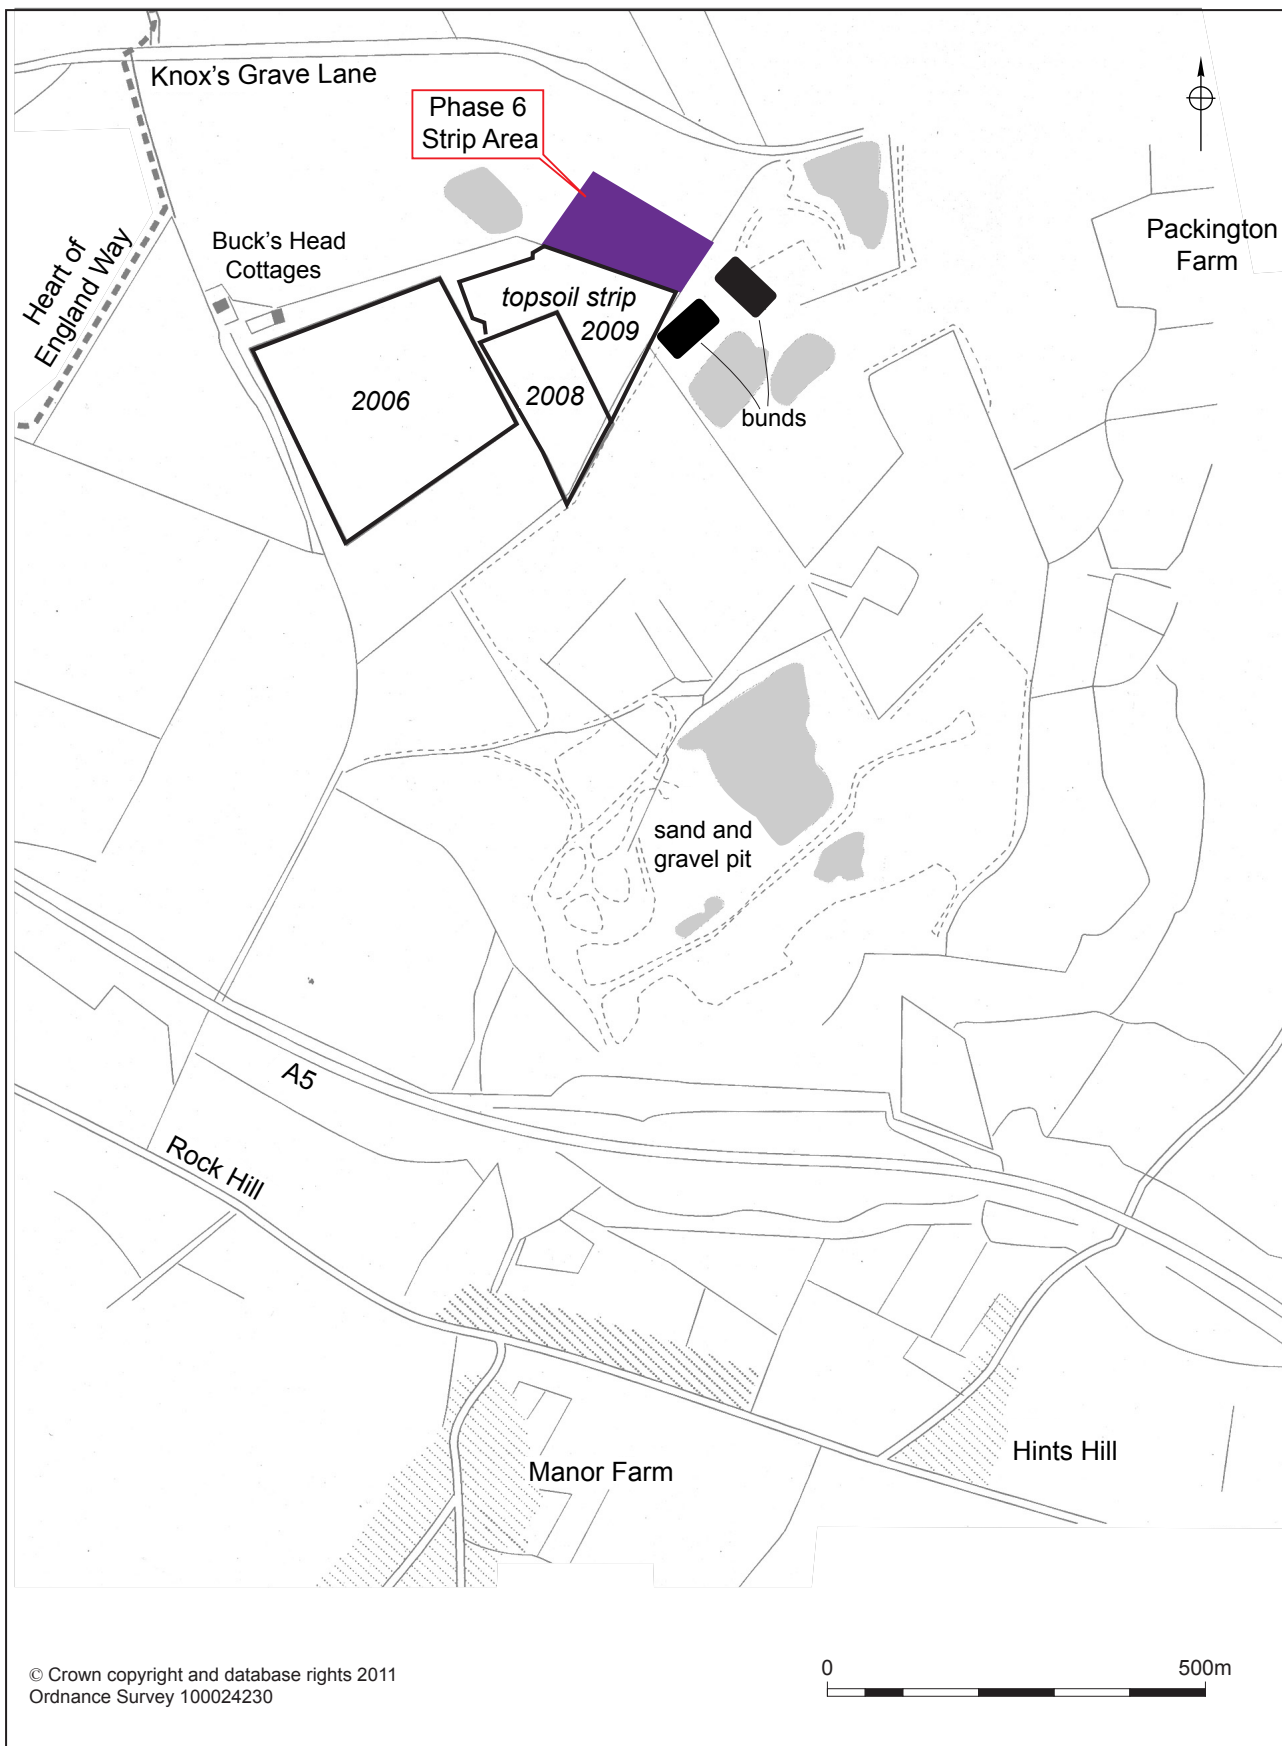 Knox's Grave Lane
Phase 6
Strip Area
Packington
Farm
Heart of
England Way
Buck's Head
Cottages
topsoil strip
2009
2006
2008
bunds
sand and
gravel pit
A5
Rock Hill
Manor Farm
Hints Hill
© Crown copyright and database rights 2011
Ordnance Survey 100024230
0
500m